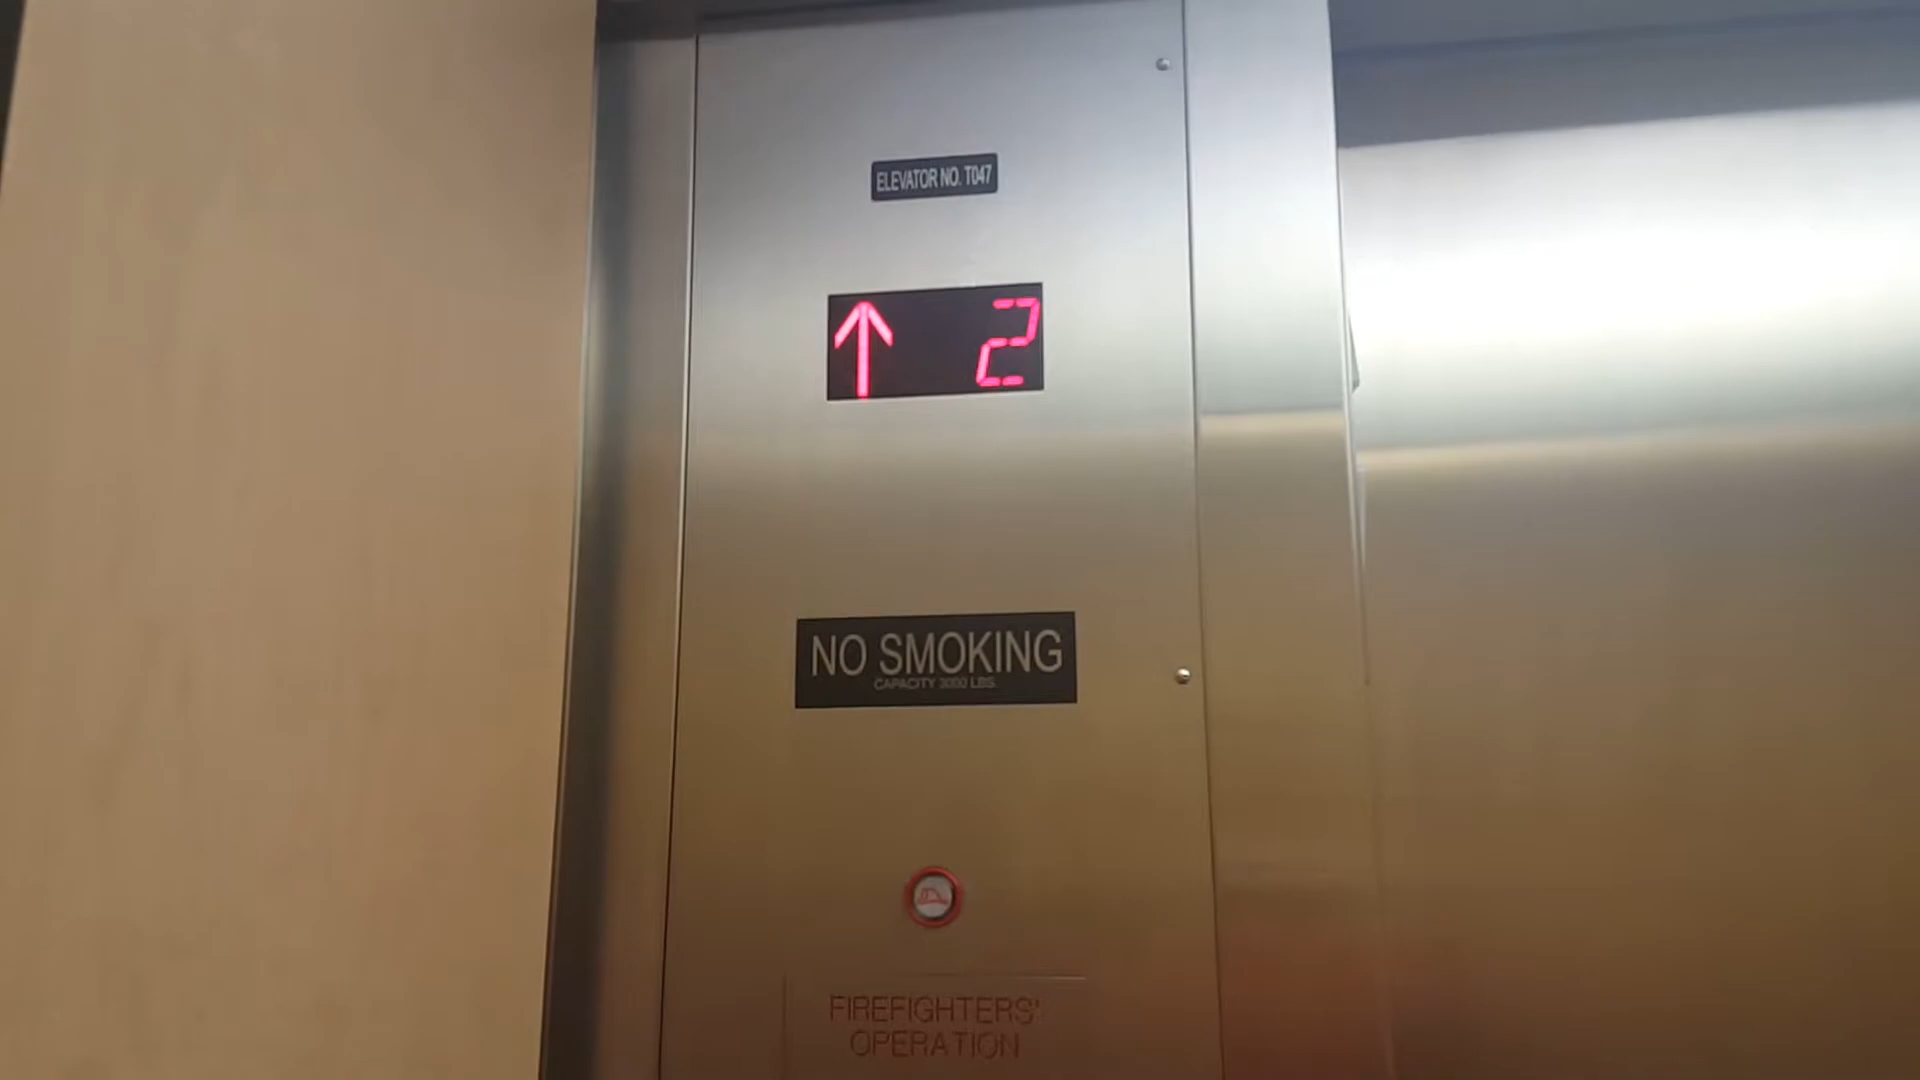 ELEVATOR NO. T047
↑ 2
NO SMOKING
CAPACITY 3000 LBS.
FIREFIGHTERS'
OPERATION